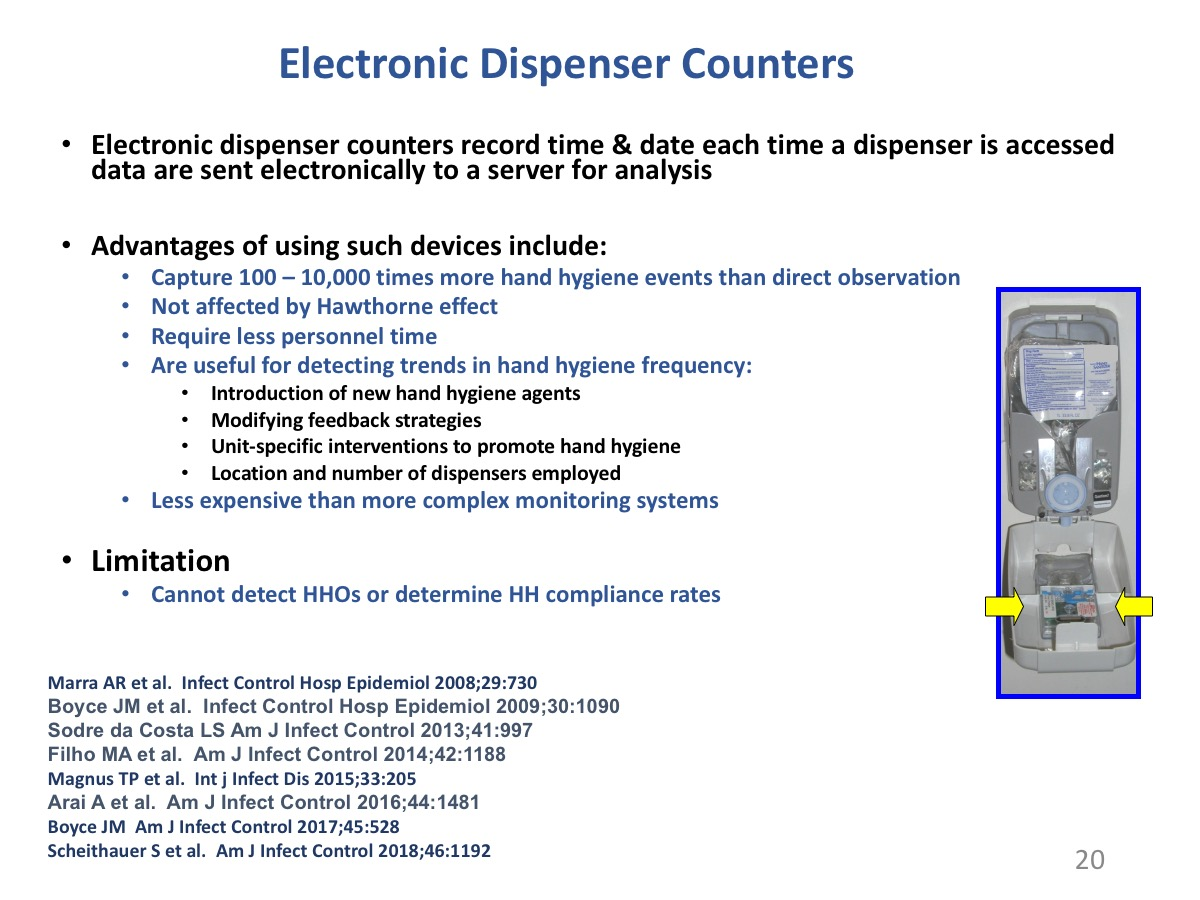 Electronic Dispenser Counters
• Electronic dispenser counters record time & date each time a dispenser is accessed
data are sent electronically to a server for analysis
• Advantages of using such devices include:
• Capture 100 – 10,000 times more hand hygiene events than direct observation
• Not affected by Hawthorne effect
• Require less personnel time
• Are useful for detecting trends in hand hygiene frequency:
• Introduction of new hand hygiene agents
• Modifying feedback strategies
• Unit-specific interventions to promote hand hygiene
• Location and number of dispensers employed
• Less expensive than more complex monitoring systems
• Limitation
• Cannot detect HHOs or determine HH compliance rates
Marra AR et al.  Infect Control Hosp Epidemiol 2008;29:730
Boyce JM et al.  Infect Control Hosp Epidemiol 2009;30:1090
Sodre da Costa LS Am J Infect Control 2013;41:997
Filho MA et al.  Am J Infect Control 2014;42:1188
Magnus TP et al.  Int j Infect Dis 2015;33:205
Arai A et al.  Am J Infect Control 2016;44:1481
Boyce JM  Am J Infect Control 2017;45:528
Scheithauer S et al.  Am J Infect Control 2018;46:1192
20